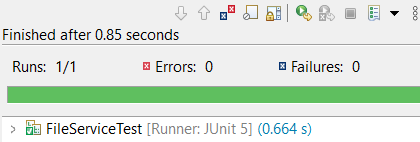 Finished after 0.85 seconds
Runs: 1/1 Errors: 0 Failures: 0
FileServiceTest [Runner: JUnit 5] (0.664 s)